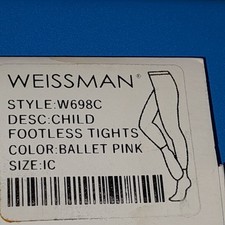 WEISSMAN®
STYLE:W698C
DESC:CHILD
FOOTLESS TIGHTS
COLOR:BALLET PINK
SIZE:IC